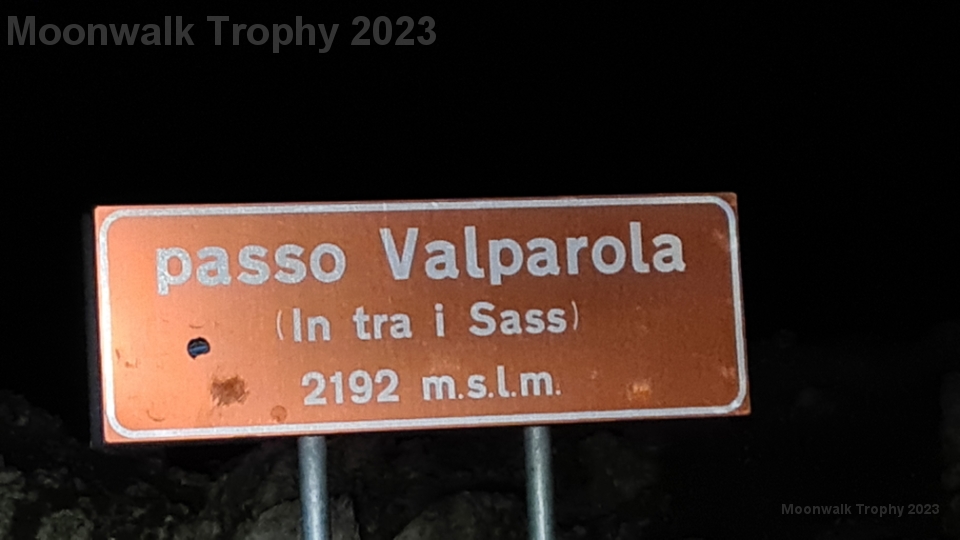 Moonwalk Trophy 2023
passo Valparola
(In tra i Sass)
2192 m.s.l.m.
Moonwalk Trophy 2023